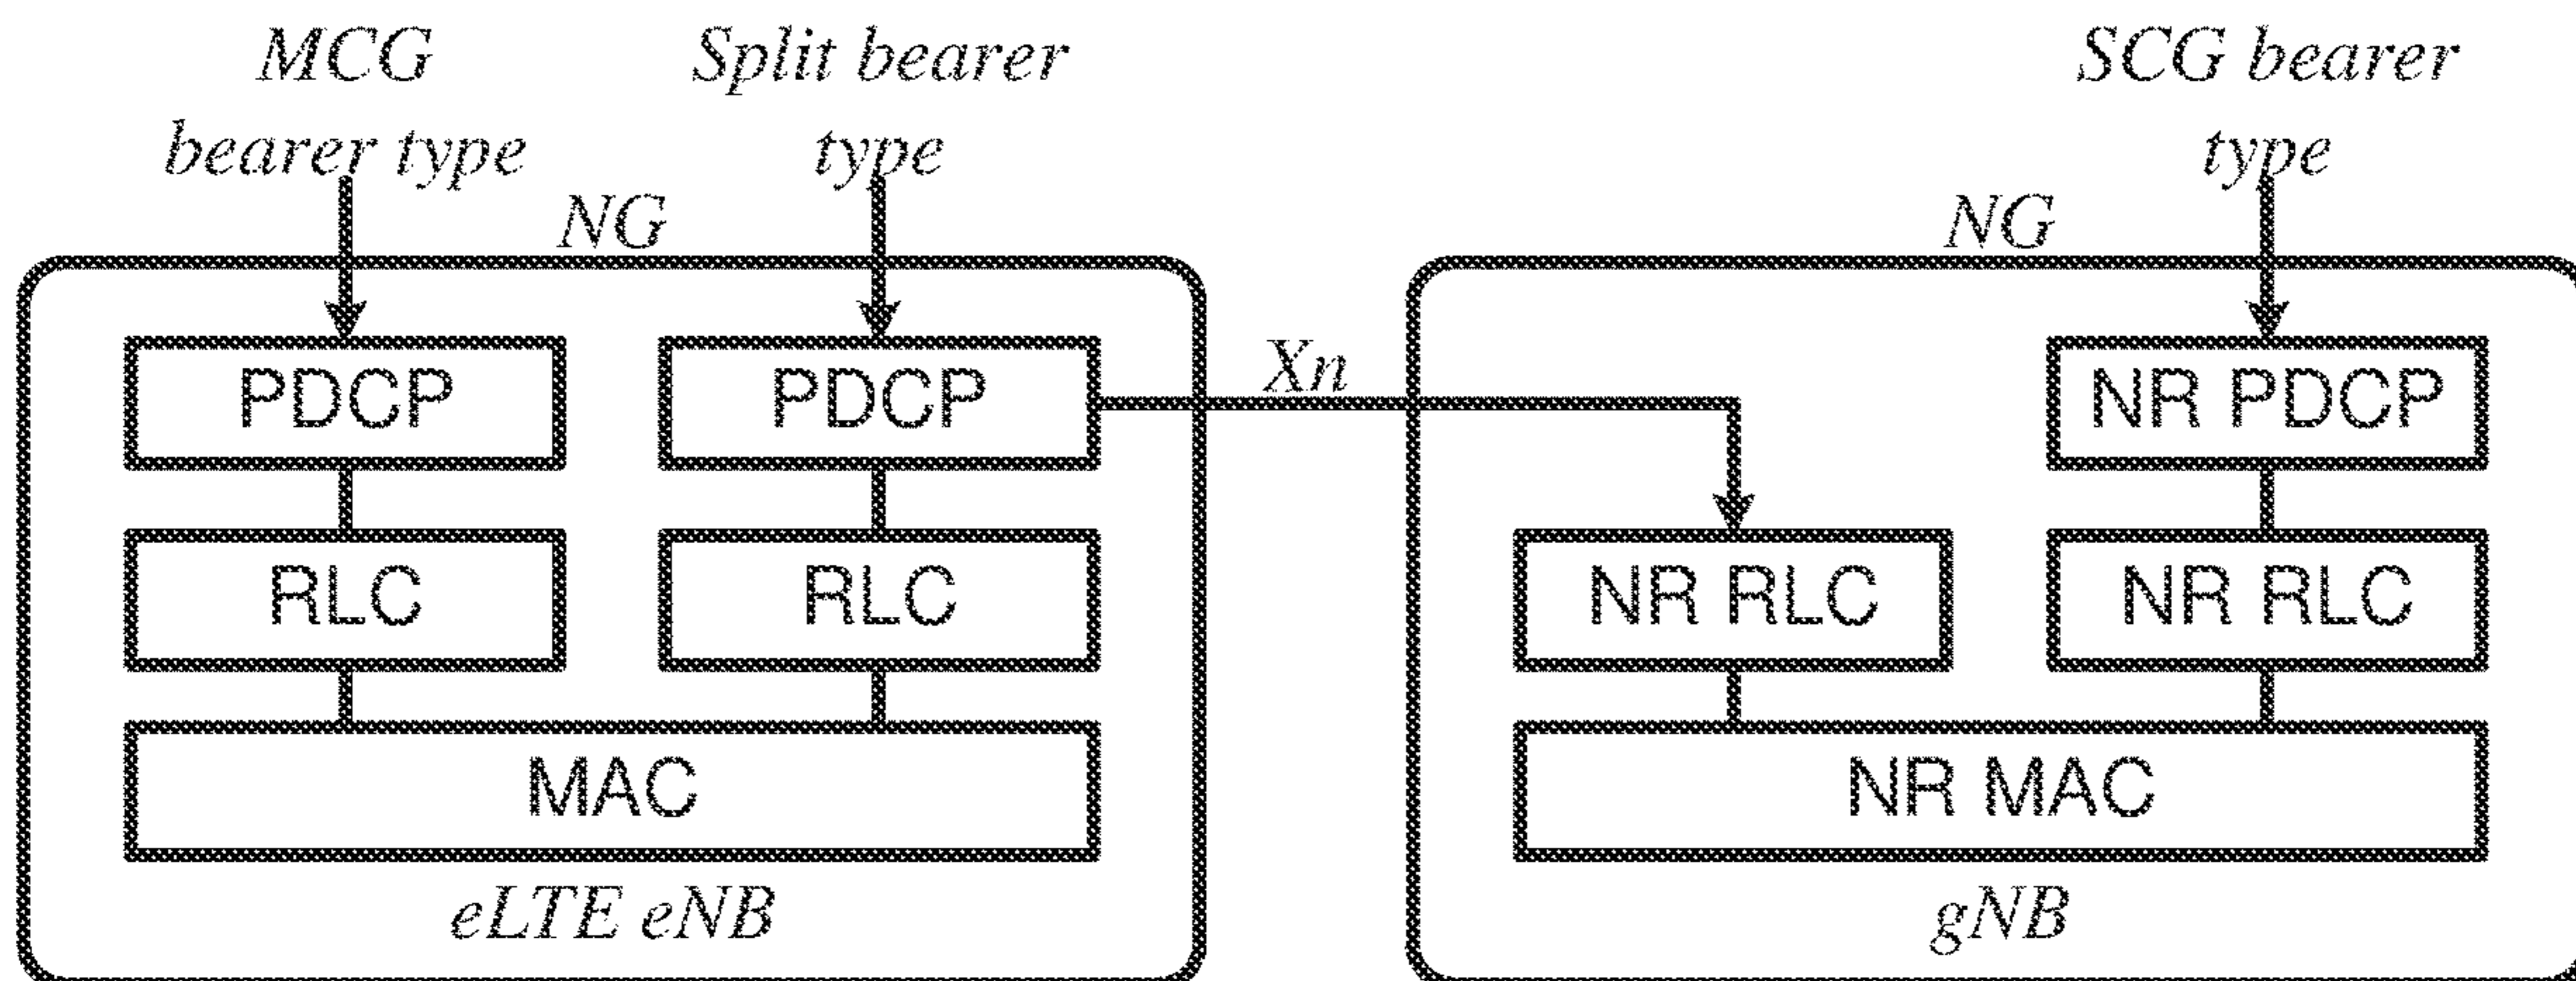 MCG
bearer type
Split bearer
type
SCG bearer
type
NG
NG
Xn
PDCP
PDCP
NR PDCP
RLC
RLC
NR RLC
NR RLC
MAC
NR MAC
eLTE eNB
gNB